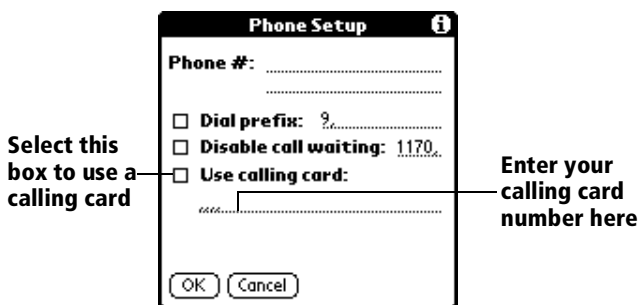 Phone Setup i
Phone #:
Dial prefix: 9,
Disable call waiting: 1170,
Use calling card:
,,,,
OK Cancel
Select this
box to use a
calling card
Enter your
calling card
number here